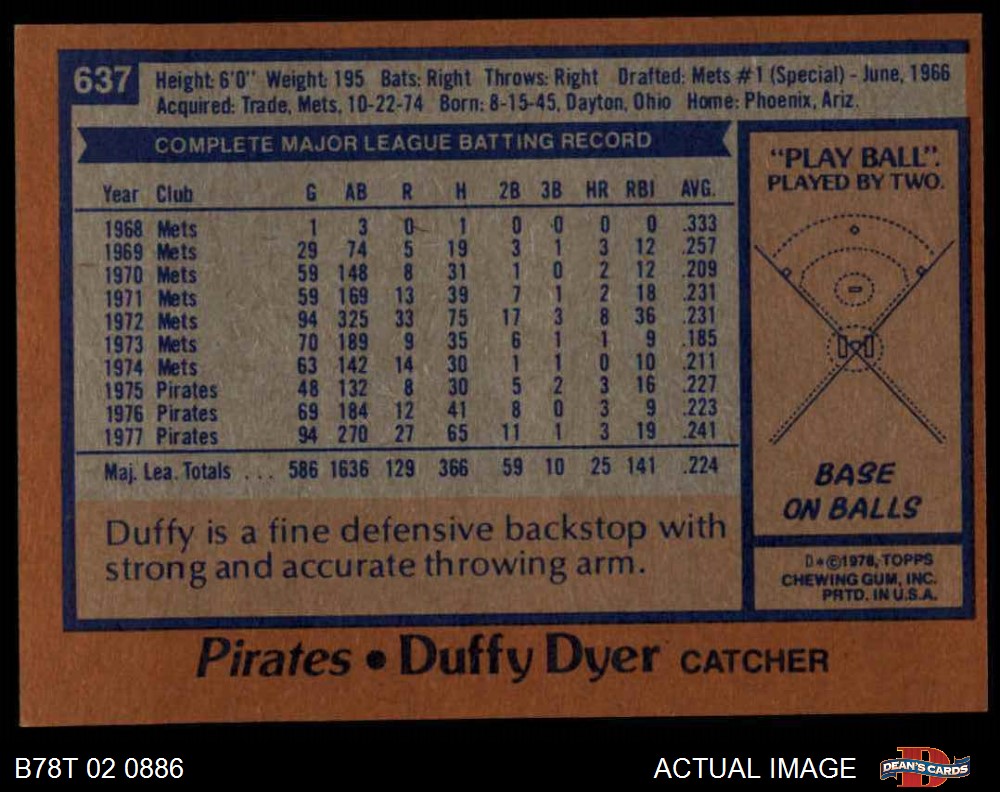 637
Height: 6'0" Weight: 195 Bats: Right Throws: Right Drafted: Mets #1 (Special) - June, 1966
Acquired: Trade, Mets, 10-22-74 Born: 8-15-45, Dayton, Ohio Home: Phoenix, Ariz.
COMPLETE MAJOR LEAGUE BATTING RECORD
Year Club G AB R H 2B 3B HR RBI AVG.
1968 Mets 1 3 0 1 0 0 0 0 .333
1969 Mets 29 74 5 19 3 1 3 12 .257
1970 Mets 59 148 8 31 1 0 2 12 .209
1971 Mets 59 169 13 39 7 1 2 18 .231
1972 Mets 94 325 33 75 17 3 8 36 .231
1973 Mets 70 189 9 35 6 1 1 9 .185
1974 Mets 63 142 14 30 1 1 0 10 .211
1975 Pirates 48 132 8 30 5 2 3 16 .227
1976 Pirates 69 184 12 41 8 0 3 9 .223
1977 Pirates 94 270 27 65 11 1 3 19 .241
Maj. Lea. Totals ... 586 1636 129 366 59 10 25 141 .224
Duffy is a fine defensive backstop with
strong and accurate throwing arm.
"PLAY BALL".
PLAYED BY TWO.
BASE
ON BALLS
D*©1978, TOPPS
CHEWING GUM, INC.
PRTD. IN U.S.A.
Pirates • Duffy Dyer CATCHER
B78T 02 0886
ACTUAL IMAGE
DEAN'S CARDS